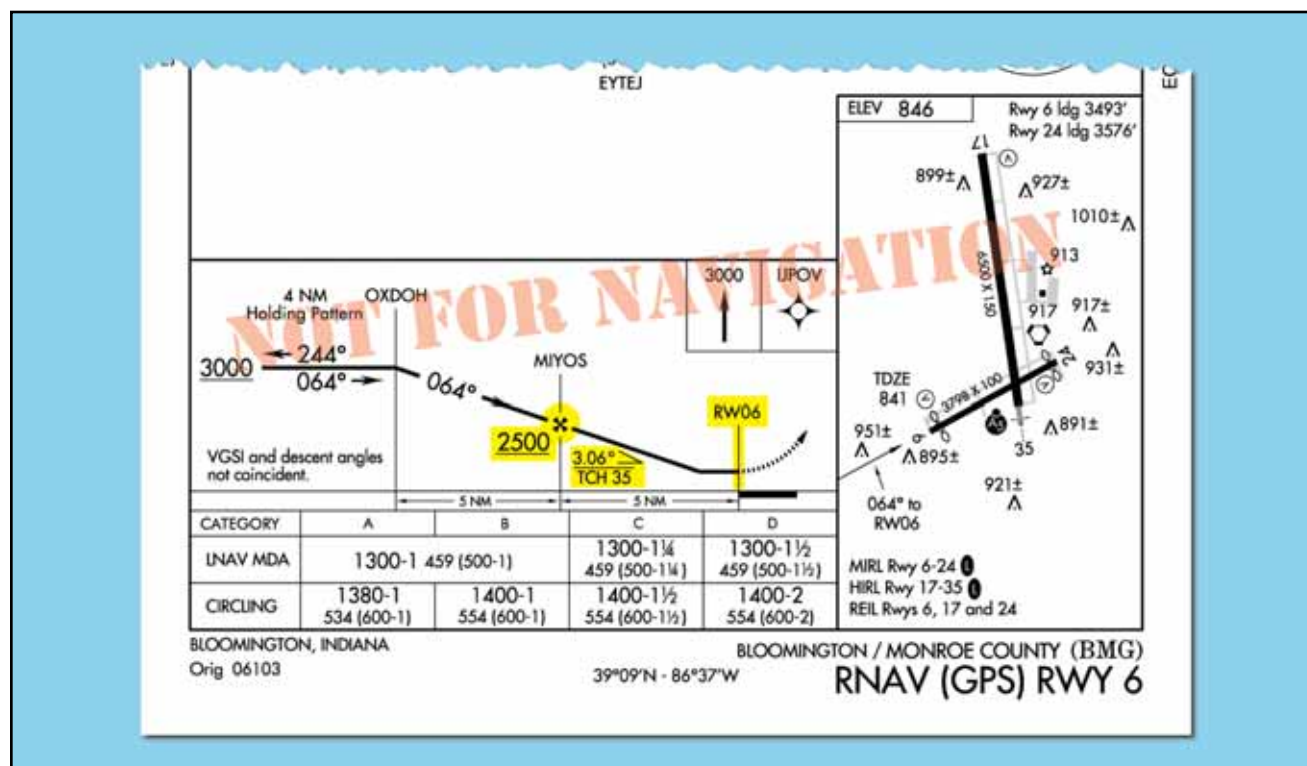 EYTEJ
ELEV 846
Rwy 6 ldg 3493'
Rwy 24 ldg 3576'
17
899±
927±
1010±
6500 X 150
913
917
917±
931±
24
TDZE
841
3798 X 100
A5
6
951±
895±
891±
35
921±
064° to
RW06
MIRL Rwy 6-24 L
HIRL Rwy 17-35 L
REIL Rwys 6, 17 and 24
NOT FOR NAVIGATION
4 NM
Holding Pattern
OXDOH
3000
IJPOV
244°
3000
064°
064°
MIYOS
RW06
2500
3.06°
TCH 35
VGSI and descent angles
not coincident.
5 NM
5 NM
CATEGORY A B C D
LNAV MDA 1300-1 459 (500-1) 1300-1¼ 459 (500-1¼) 1300-1½ 459 (500-1½)
CIRCLING 1380-1 534 (600-1) 1400-1 554 (600-1) 1400-1½ 554 (600-1½) 1400-2 554 (600-2)
BLOOMINGTON, INDIANA
Orig 06103
39°09'N - 86°37'W
BLOOMINGTON / MONROE COUNTY (BMG)
RNAV (GPS) RWY 6